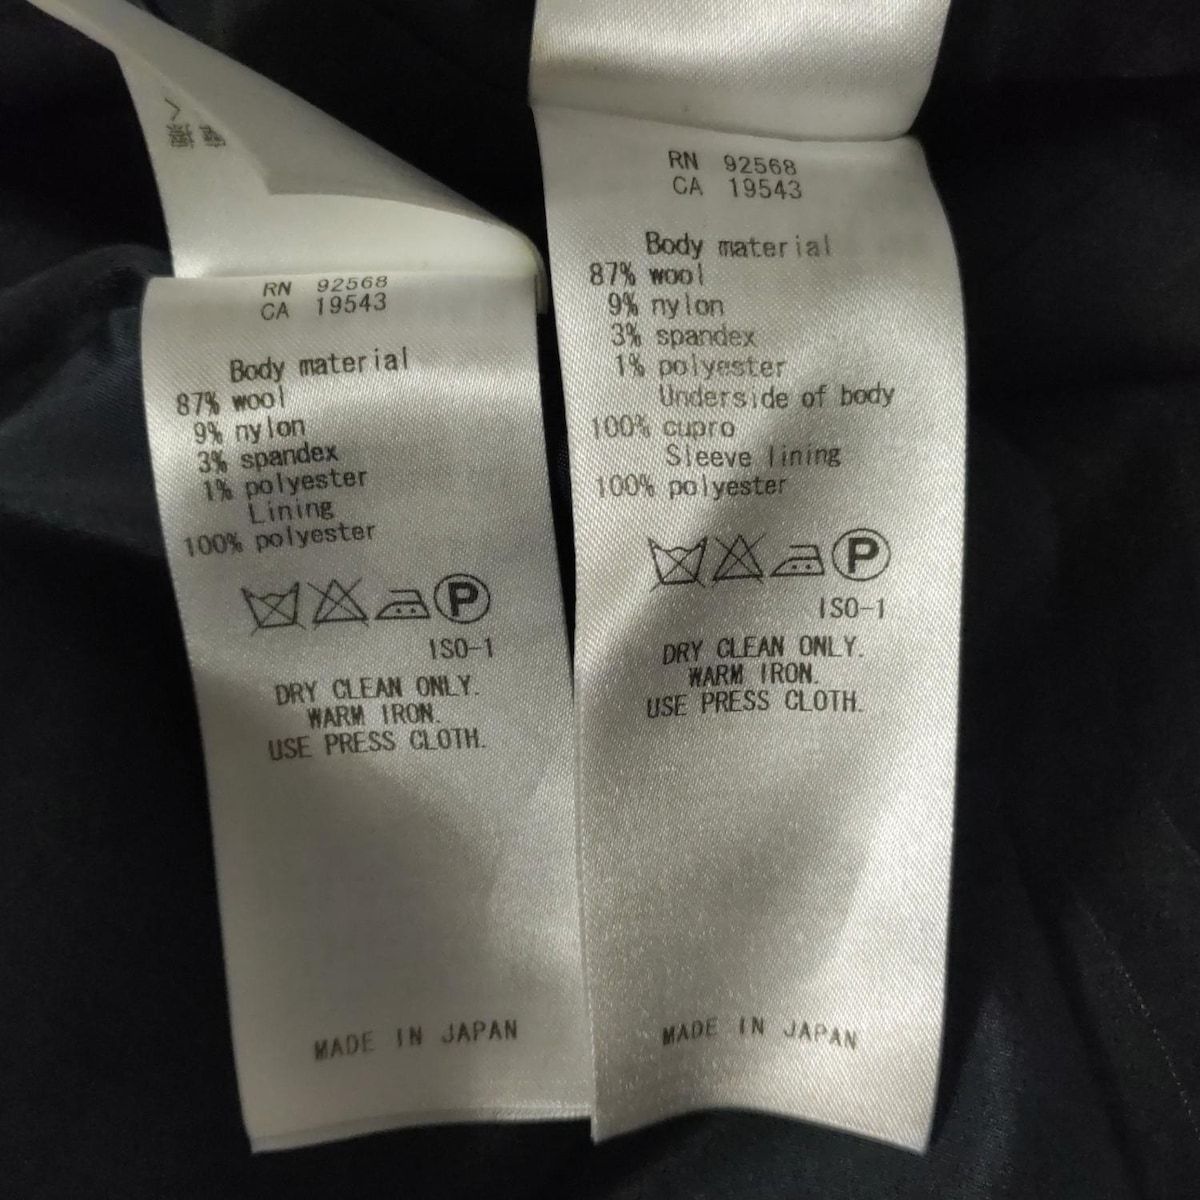 RN 92568
CA 19543
Body material
87% wool
9% nylon
3% spandex
1% polyester
Lining
100% polyester
P
ISO-1
DRY CLEAN ONLY.
WARM IRON.
USE PRESS CLOTH.
MADE IN JAPAN
RN 92568
CA 19543
Body material
87% wool
9% nylon
3% spandex
1% polyester
Underside of body
100% cupro
Sleeve lining
100% polyester
P
ISO-1
DRY CLEAN ONLY.
WARM IRON.
USE PRESS CLOTH.
MADE IN JAPAN